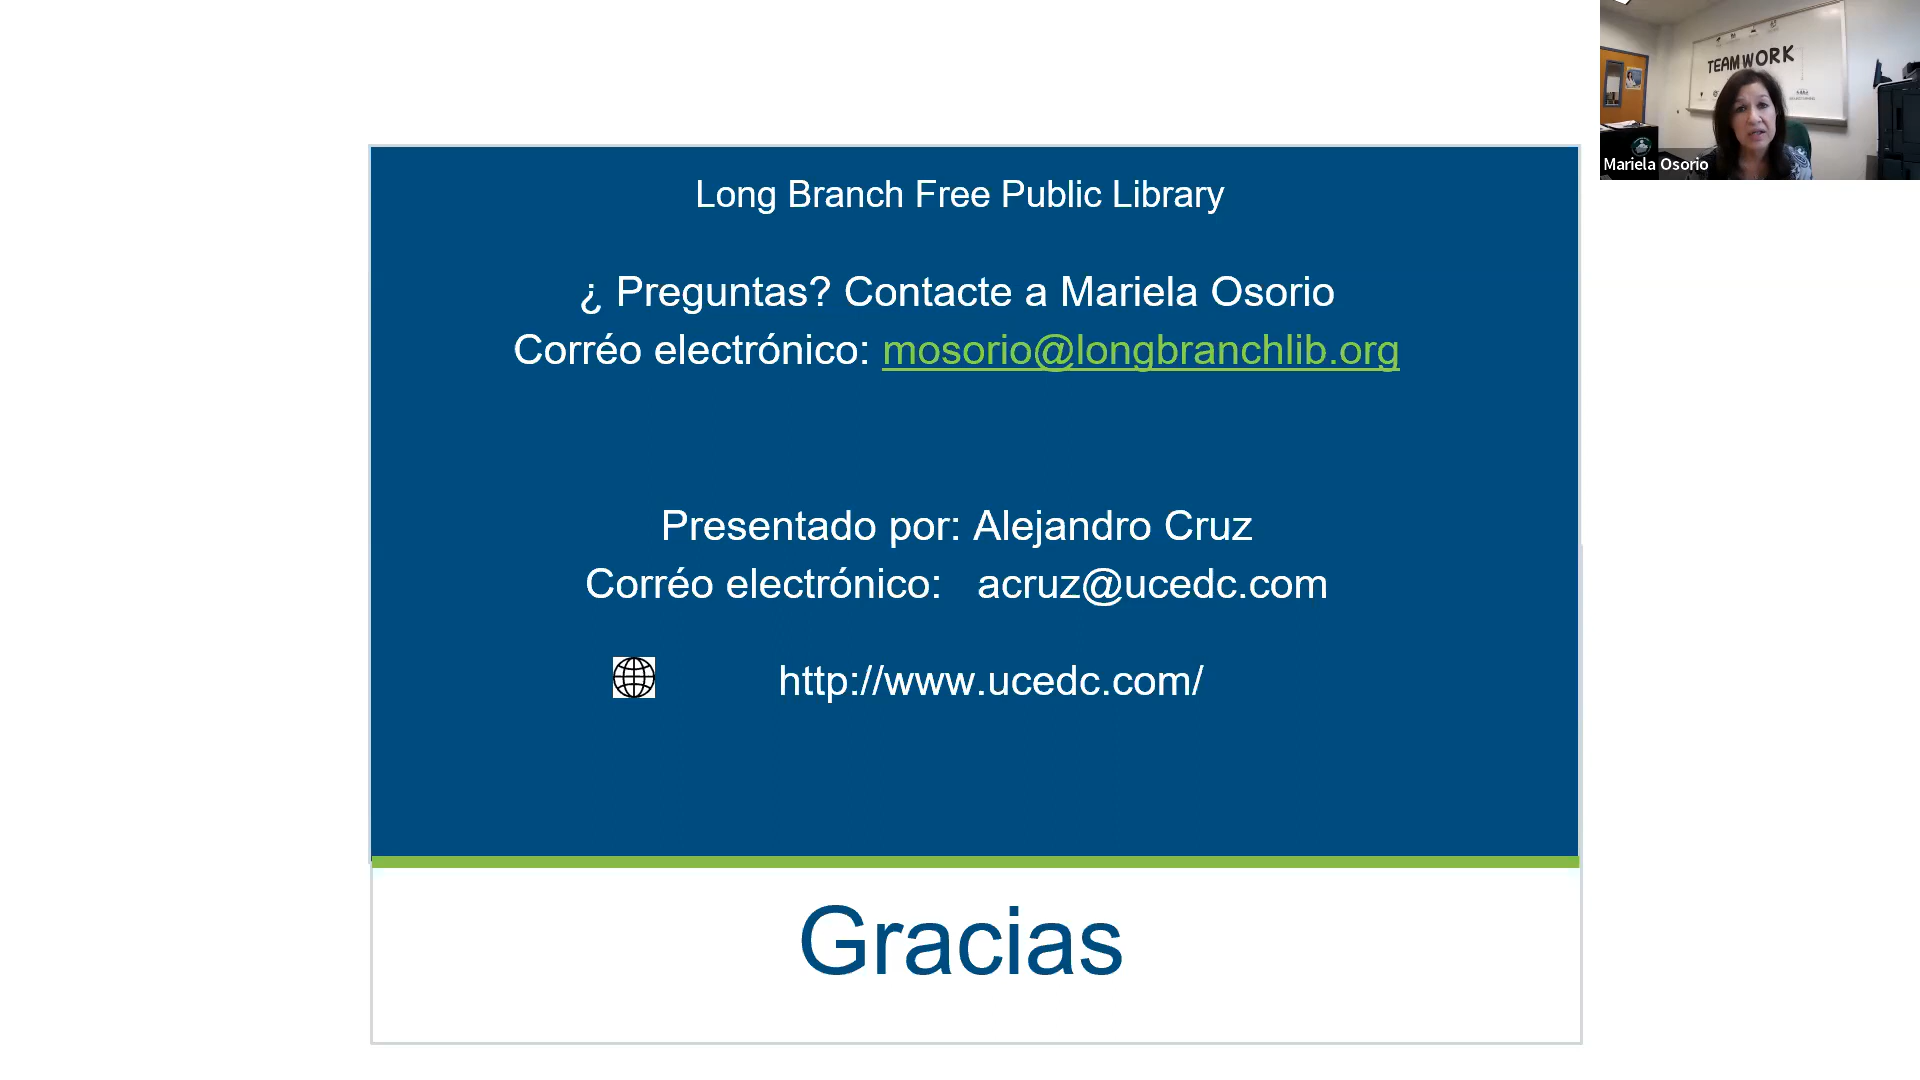 Long Branch Free Public Library
¿ Preguntas? Contacte a Mariela Osorio
Corréo electrónico: mosorio@longbranchlib.org
Presentado por: Alejandro Cruz
Corréo electrónico: acruz@ucedc.com
http://www.ucedc.com/
Gracias
TEAMWORK
Mariela Osorio